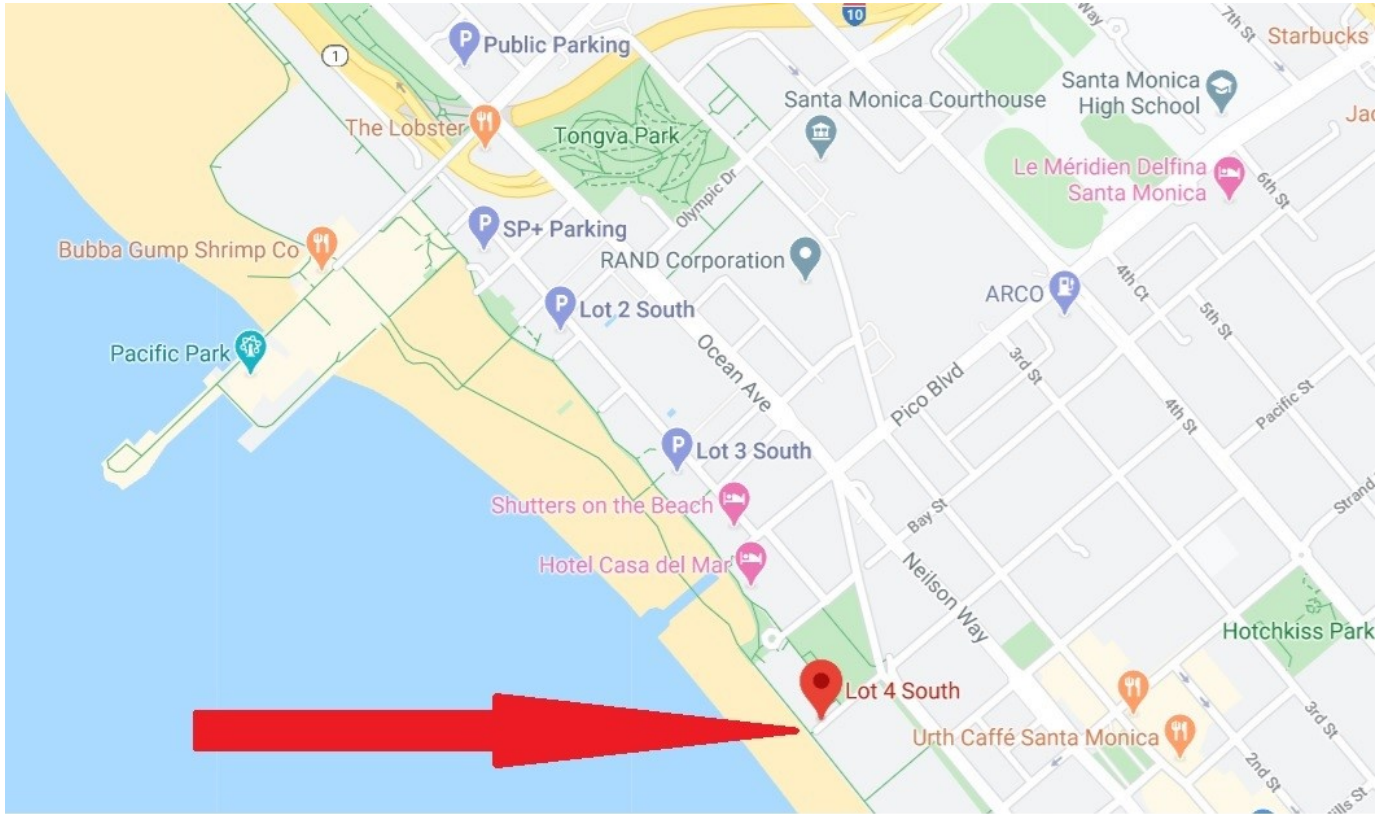 10
Way
7th St
Starbucks
Public Parking
1
Santa Monica
High School
Santa Monica Courthouse
The Lobster
Tongva Park
Le Méridien Delfina
Santa Monica
6th St
Olympic Dr
SP+ Parking
Bubba Gump Shrimp Co
RAND Corporation
4th Ct
ARCO
5th St
Lot 2 South
Pacific Park
Ocean Ave
3rd St
Pico Blvd
4th St
Pacific St
Lot 3 South
Strand
Shutters on the Beach
Bay St
Hotel Casa del Mar
Neilson Way
Hotchkiss Park
Lot 4 South
Urth Caffé Santa Monica
3rd St
2nd St
P
P
P
P